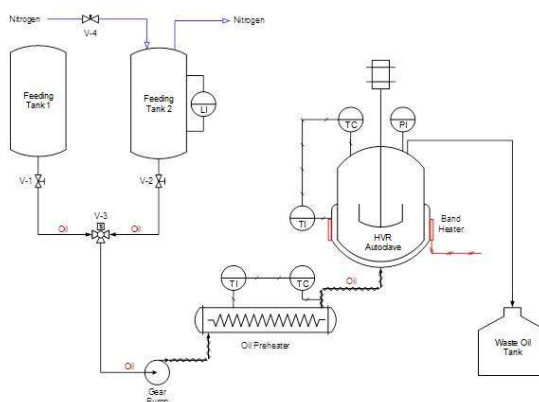 Nitrogen
Nitrogen
V-4
Feeding
Tank 1
Feeding
Tank 2
LI
TC
PI
V-1
V-2
V-3
S
Oil
Oil
TI
HVR
Autoclave
Band
Heater
TI
TC
Oil
Oil Preheater
Oil
Gear
Pump
Waste Oil
Tank